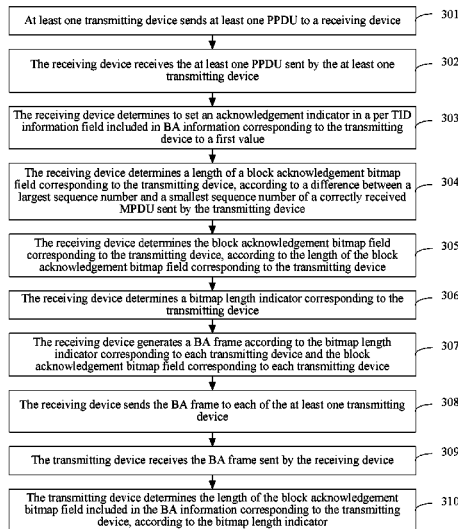 At least one transmitting device sends at least one PPDU to a receiving device
301
The receiving device receives the at least one PPDU sent by the at least one
transmitting device
302
The receiving device determines to set an acknowledgement indicator in a per TID
information field included in BA information corresponding to the transmitting
device to a first value
303
The receiving device determines a length of a block acknowledgement bitmap
field corresponding to the transmitting device, according to a difference between a
largest sequence number and a smallest sequence number of a correctly received
MPDU sent by the transmitting device
304
The receiving device determines the block acknowledgement bitmap field
corresponding to the transmitting device, according to the length of the block
acknowledgement bitmap field corresponding to the transmitting device
305
The receiving device determines a bitmap length indicator corresponding to the
transmitting device
306
The receiving device generates a BA frame according to the bitmap length
indicator corresponding to each transmitting device and the block
acknowledgement bitmap field corresponding to each transmitting device
307
The receiving device sends the BA frame to each of the at least one transmitting
device
308
The transmitting device receives the BA frame sent by the receiving device
309
The transmitting device determines the length of the block acknowledgement
bitmap field included in the BA information corresponding to the transmitting
device, according to the bitmap length indicator
310